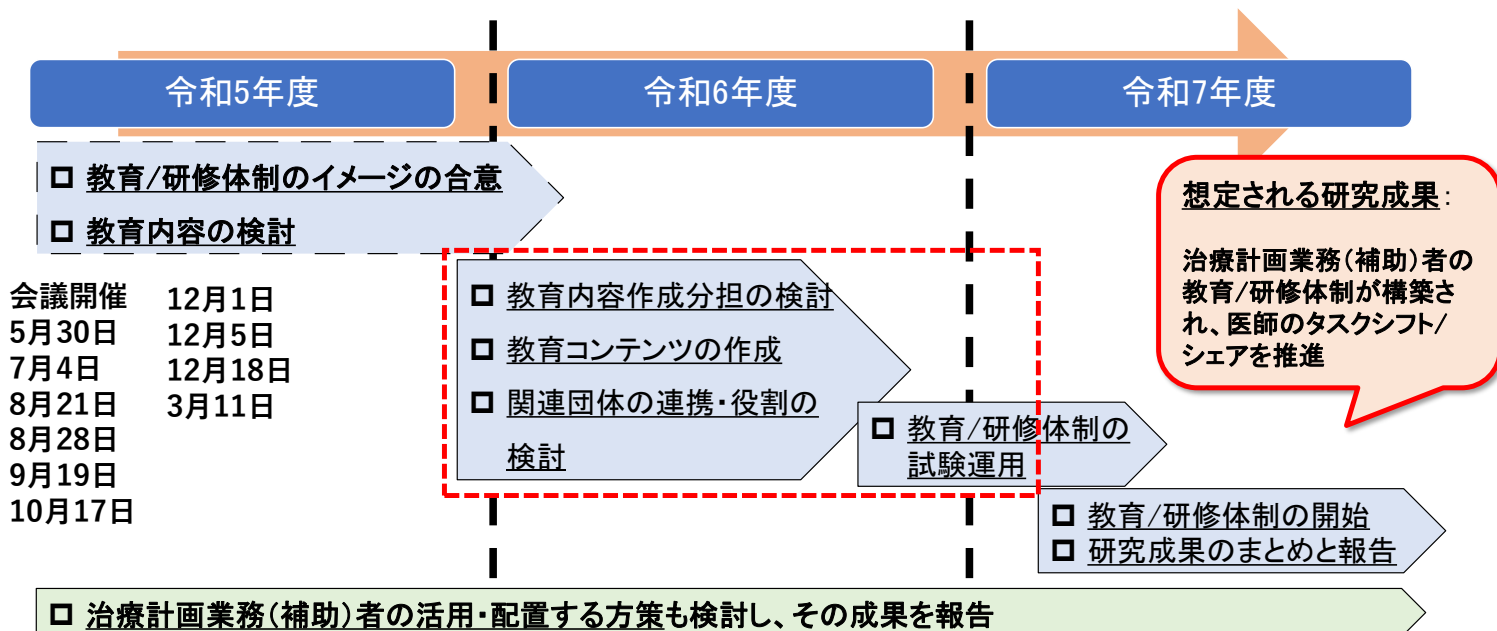 令和5年度
令和6年度
令和7年度
教育/研修体制のイメージの合意
教育内容の検討
会議開催
5月30日
7月4日
8月21日
8月28日
9月19日
10月17日
12月1日
12月5日
12月18日
3月11日
教育内容作成分担の検討
教育コンテンツの作成
関連団体の連携・役割の
検討
教育/研修体制の
試験運用
教育/研修体制の開始
研究成果のまとめと報告
想定される研究成果：
治療計画業務(補助)者の
教育/研修体制が構築さ
れ、医師のタスクシフト/
シェアを推進
治療計画業務(補助)者の活用・配置する方策も検討し、その成果を報告